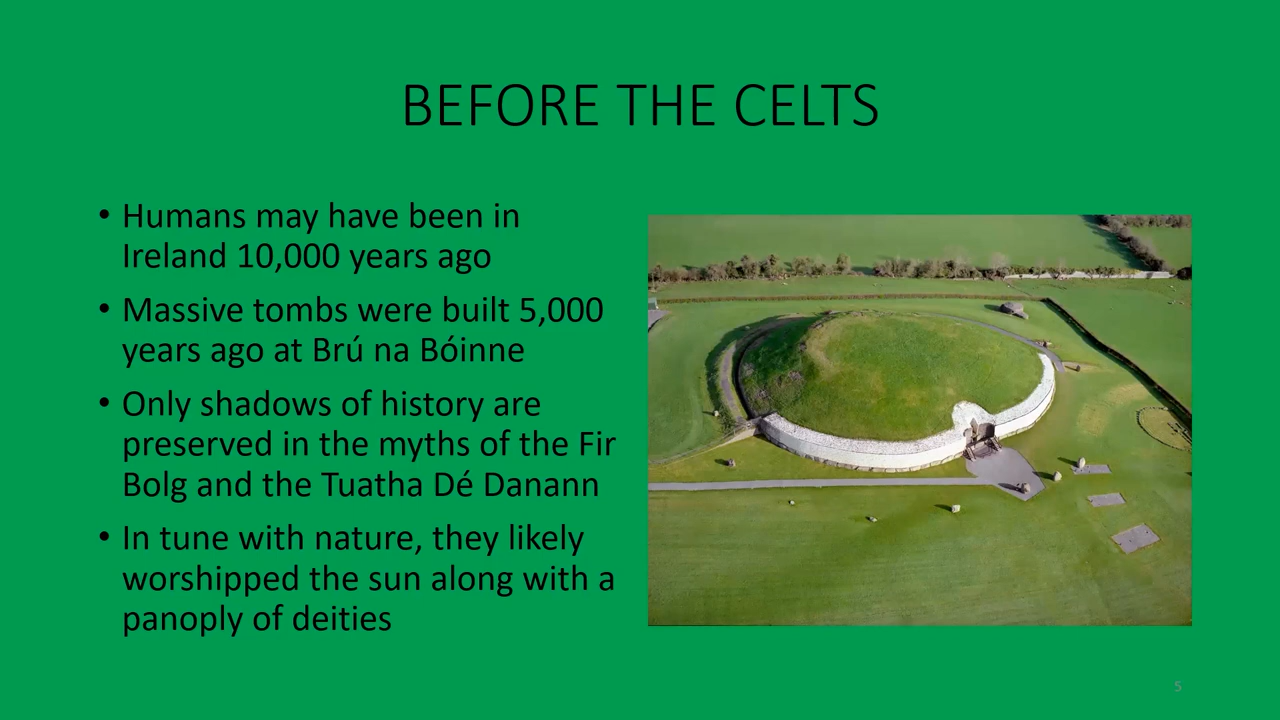 BEFORE THE CELTS
• Humans may have been in
Ireland 10,000 years ago
• Massive tombs were built 5,000
years ago at Brú na Bóinne
• Only shadows of history are
preserved in the myths of the Fir
Bolg and the Tuatha Dé Danann
• In tune with nature, they likely
worshipped the sun along with a
panoply of deities
5